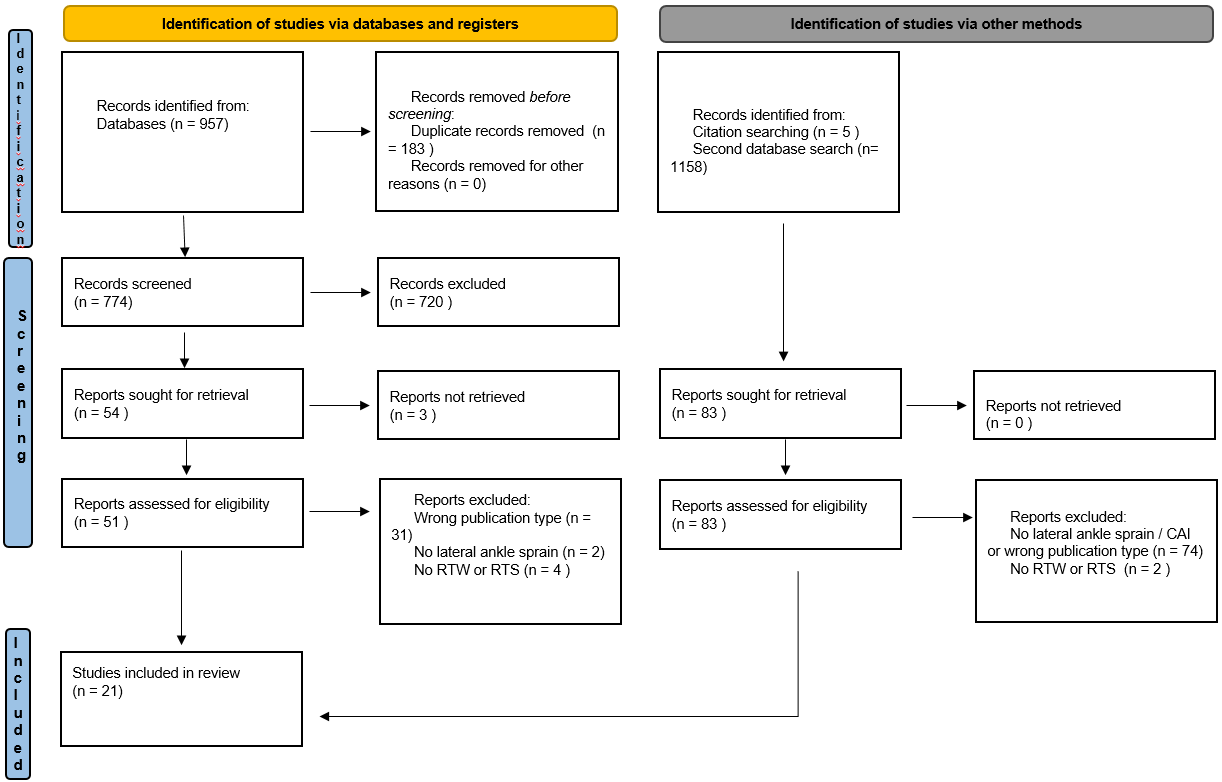 Identification of studies via databases and registers
Identification of studies via other methods
Identification
Records identified from:
Databases (n = 957)
Records removed before
screening:
Duplicate records removed (n
= 183 )
Records removed for other
reasons (n = 0)
Records identified from:
Citation searching (n = 5 )
Second database search (n=
1158)
Screening
Records screened
(n = 774)
Records excluded
(n = 720 )
Reports sought for retrieval
(n = 54 )
Reports not retrieved
(n = 3 )
Reports sought for retrieval
(n = 83 )
Reports not retrieved
(n = 0 )
Reports assessed for eligibility
(n = 51 )
Reports excluded:
Wrong publication type (n =
31)
No lateral ankle sprain (n = 2)
No RTW or RTS (n = 4 )
Reports assessed for eligibility
(n = 83 )
Reports excluded:
No lateral ankle sprain / CAI
or wrong publication type (n = 74)
No RTW or RTS (n = 2 )
Included
Studies included in review
(n = 21)